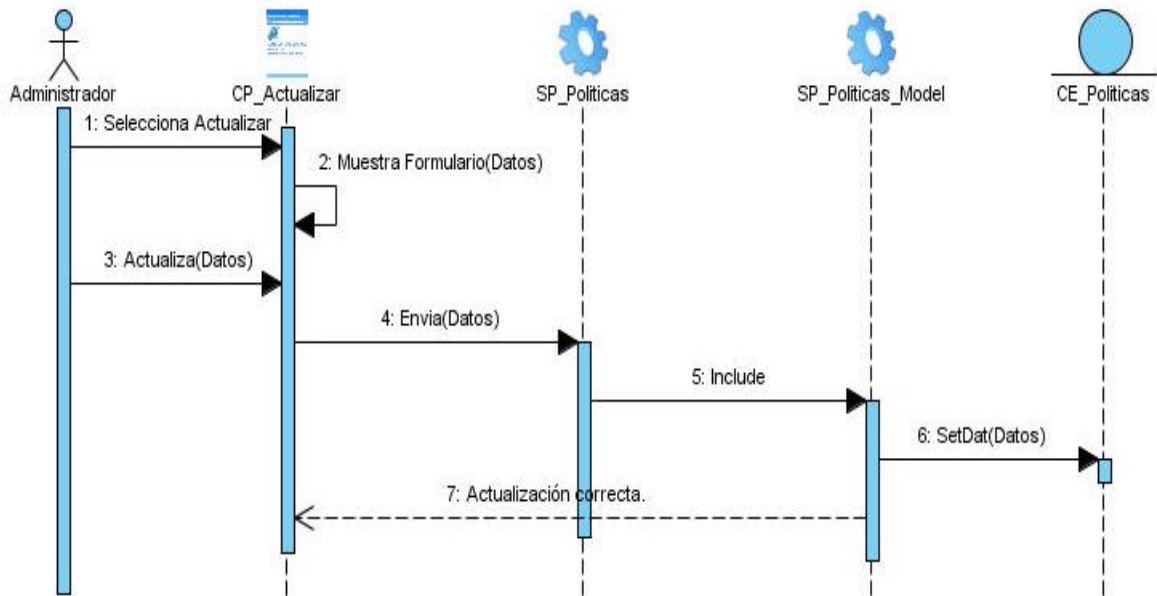 Administrador
CP_Actualizar
SP_Politicas
SP_Politicas_Model
CE_Politicas
1: Selecciona Actualizar
2: Muestra Formulario(Datos)
3: Actualiza(Datos)
4: Envia(Datos)
5: Include
6: SetDat(Datos)
7: Actualización correcta.